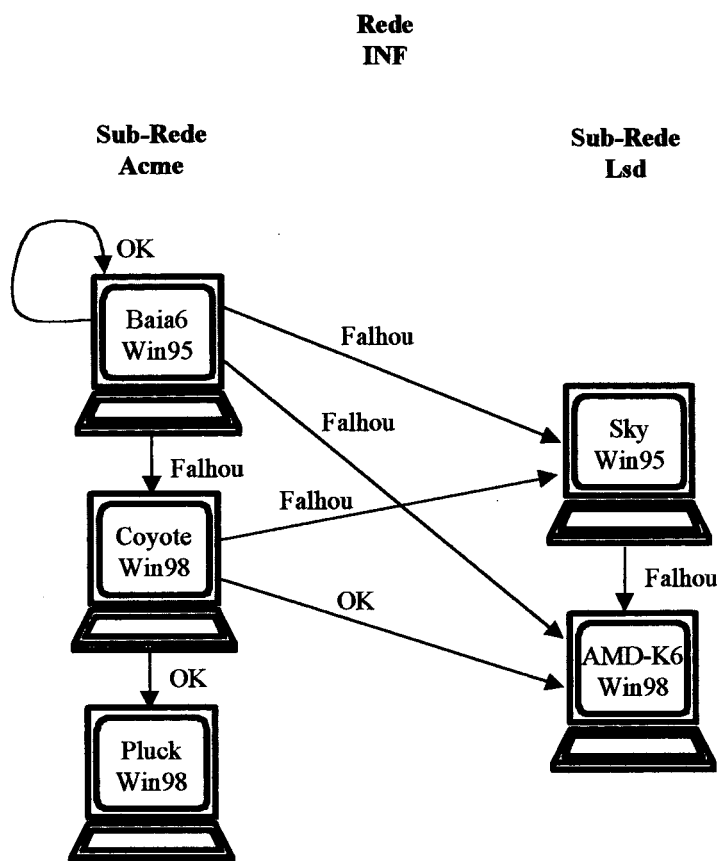 Rede
INF
Sub-Rede
Acme
Sub-Rede
Lsd
OK
Baia6
Win95
Falhou
Falhou
Sky
Win95
Falhou
Falhou
Coyote
Win98
Falhou
OK
AMD-K6
Win98
OK
Pluck
Win98